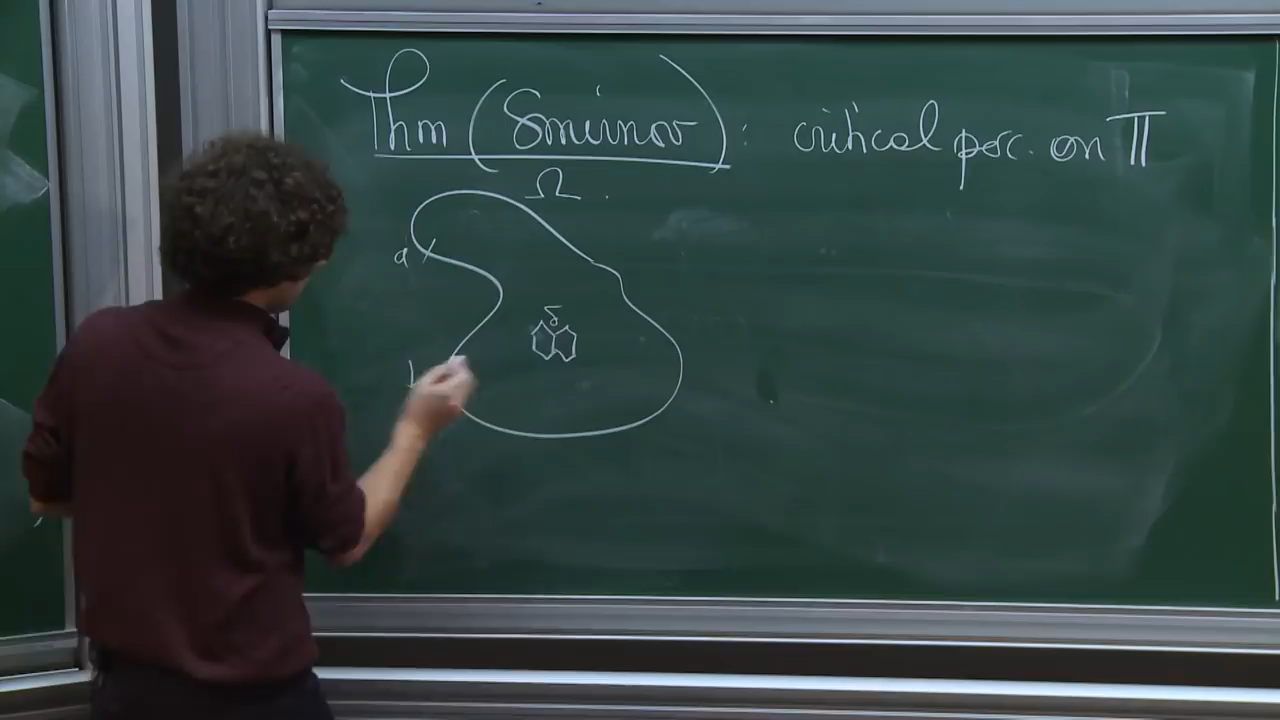 Thm (Smirnov) : critical perc. on 𝕋
Ω .
a
δ
b